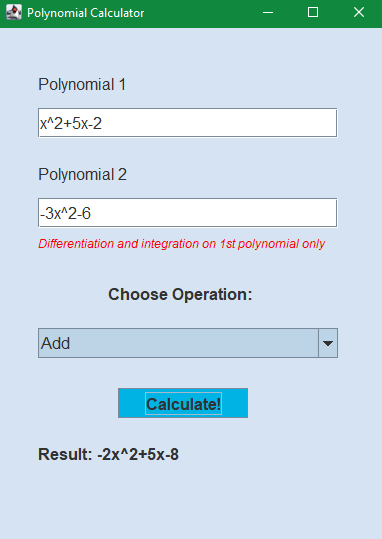 Polynomial Calculator
Polynomial 1
x^2+5x-2
Polynomial 2
-3x^2-6
Differentiation and integration on 1st polynomial only
Choose Operation:
Add
Calculate!
Result: -2x^2+5x-8